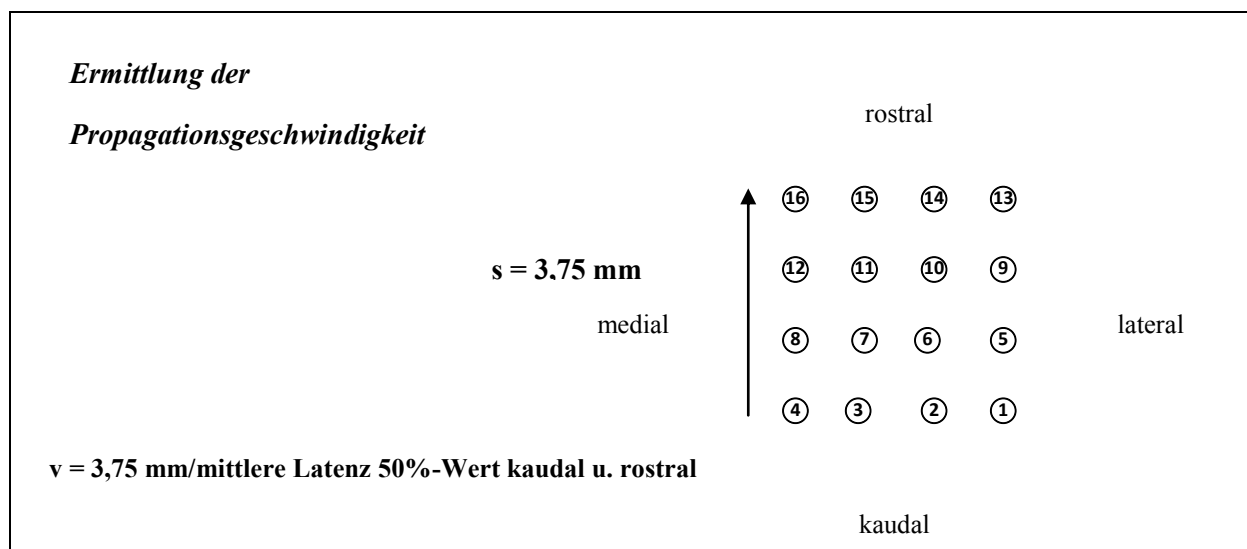 Ermittlung der
Propagationsgeschwindigkeit
rostral
16 15 14 13
s = 3,75 mm
12 11 10 9
medial
lateral
8 7 6 5
4 3 2 1
v = 3,75 mm/mittlere Latenz 50%-Wert kaudal u. rostral
kaudal